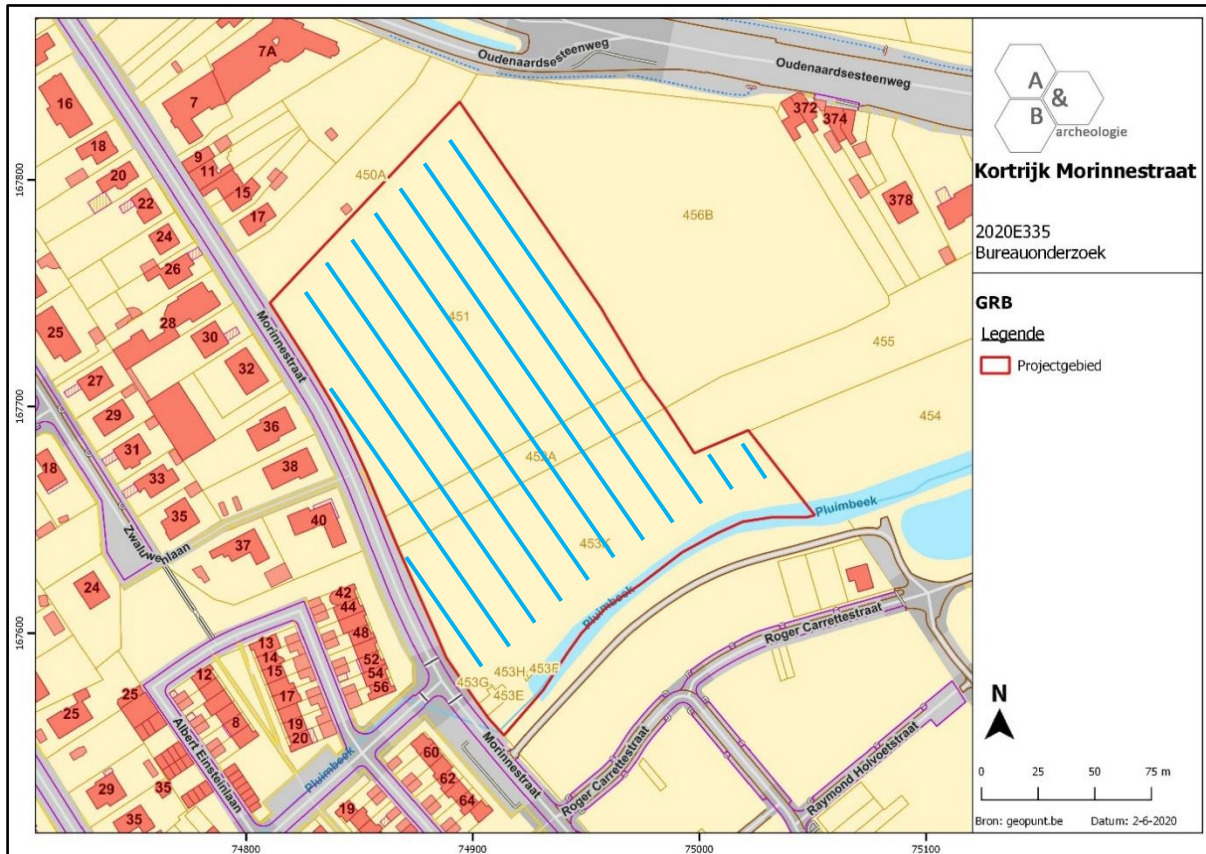 7A
Oudenaardsesteenweg
Oudenaardsesteenweg
16
7
372
374
18
9
11
450A
20
15
22
17
378
456B
24
26
167800
25
28
Morinnestraat
451
30
455
32
27
454
167700
29
36
18
31
452A
38
33
35
Pluimbeek
40
Zwaluwenlaan
37
453K
24
42
44
Pluimbeek
Roger Carrettestraat
13
48
14
167600
15
52
453H
453F
12
54
453G
25
17
56
453E
25
8
19
20
Albert Einsteinlaan
Morinnestraat
Pluimbeek
60
Roger Carrettestraat
Raymond Holvoetstraat
29
35
62
19
64
35
74800
74900
75000
75100
A
&
B
archeologie
Kortrijk Morinnestraat
2020E335
Bureauonderzoek
GRB
Legende
Projectgebied
N
0 25 50 75 m
Bron: geopunt.be Datum: 2-6-2020